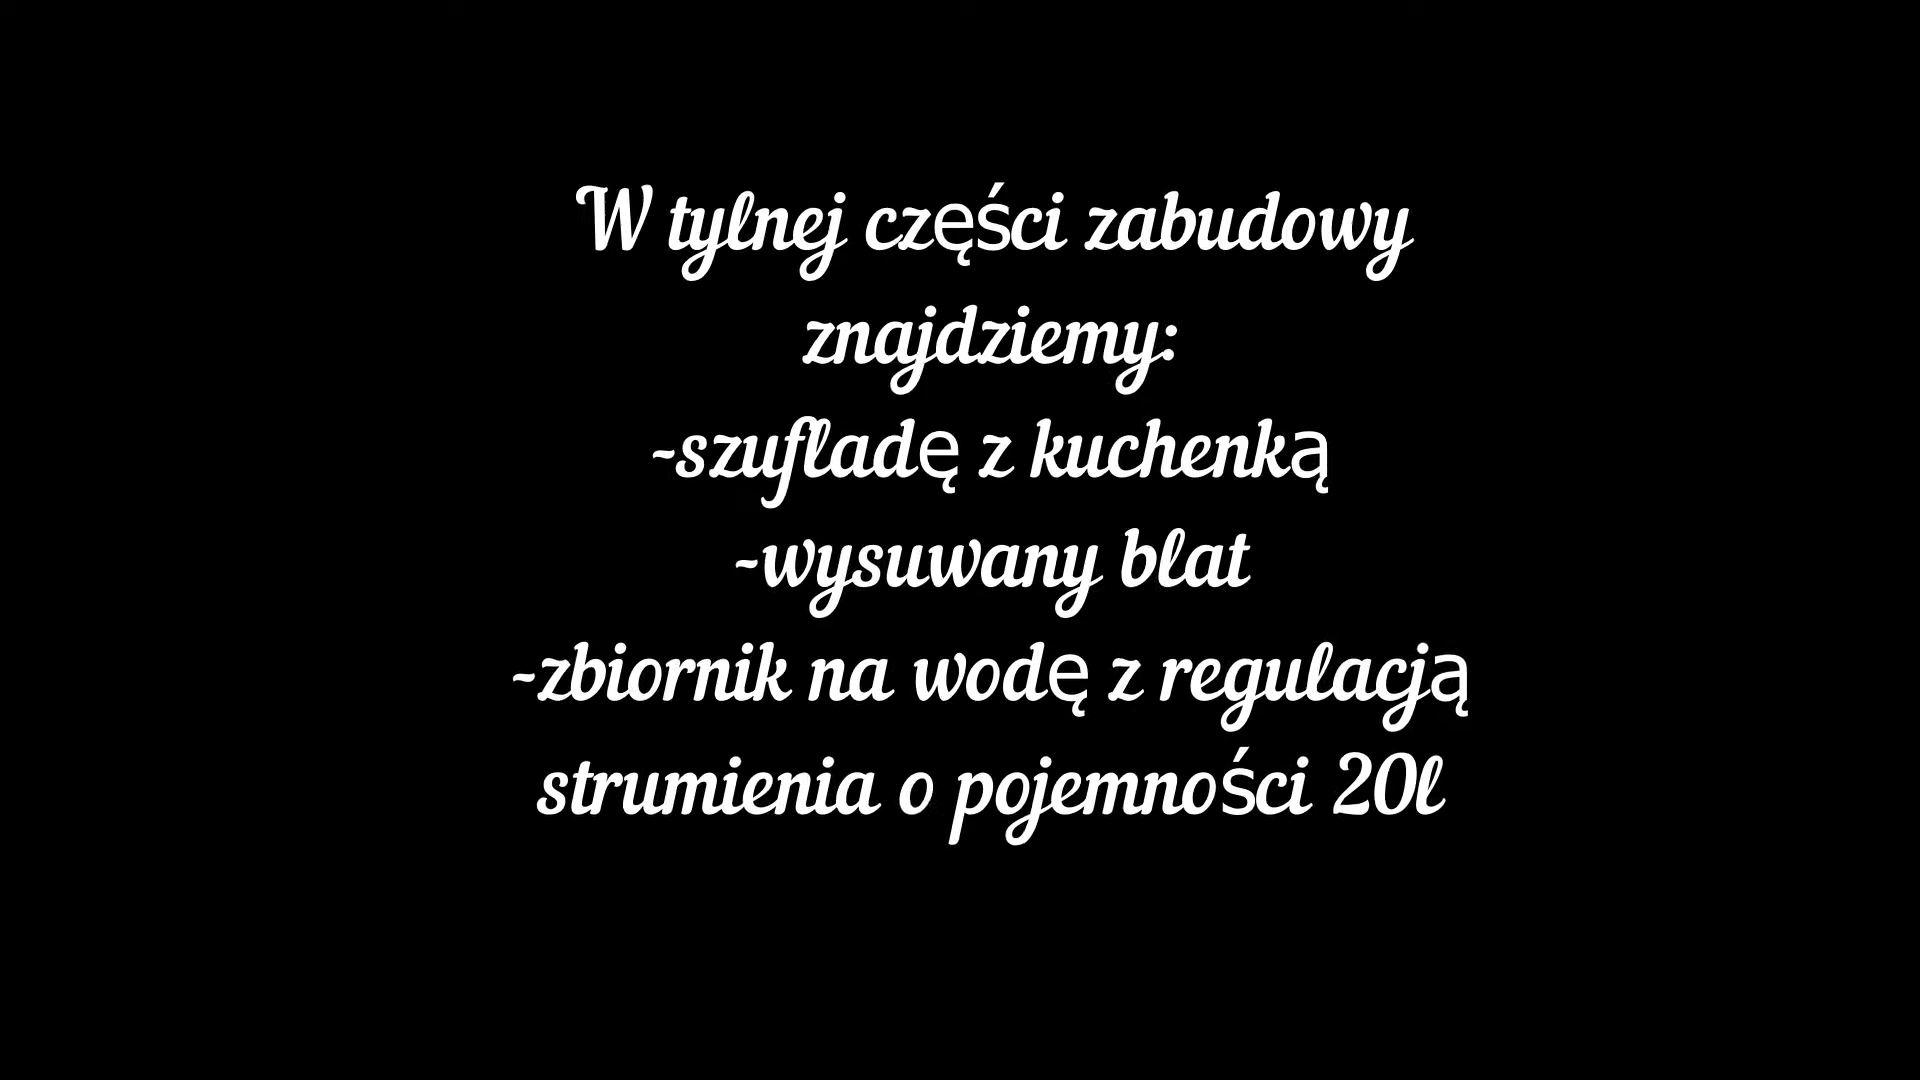 W tylnej części zabudowy
znajdziemy:
-szufladę z kuchenką
-wysuwany blat
-zbiornik na wodę z regulacją
strumienia o pojemności 20l